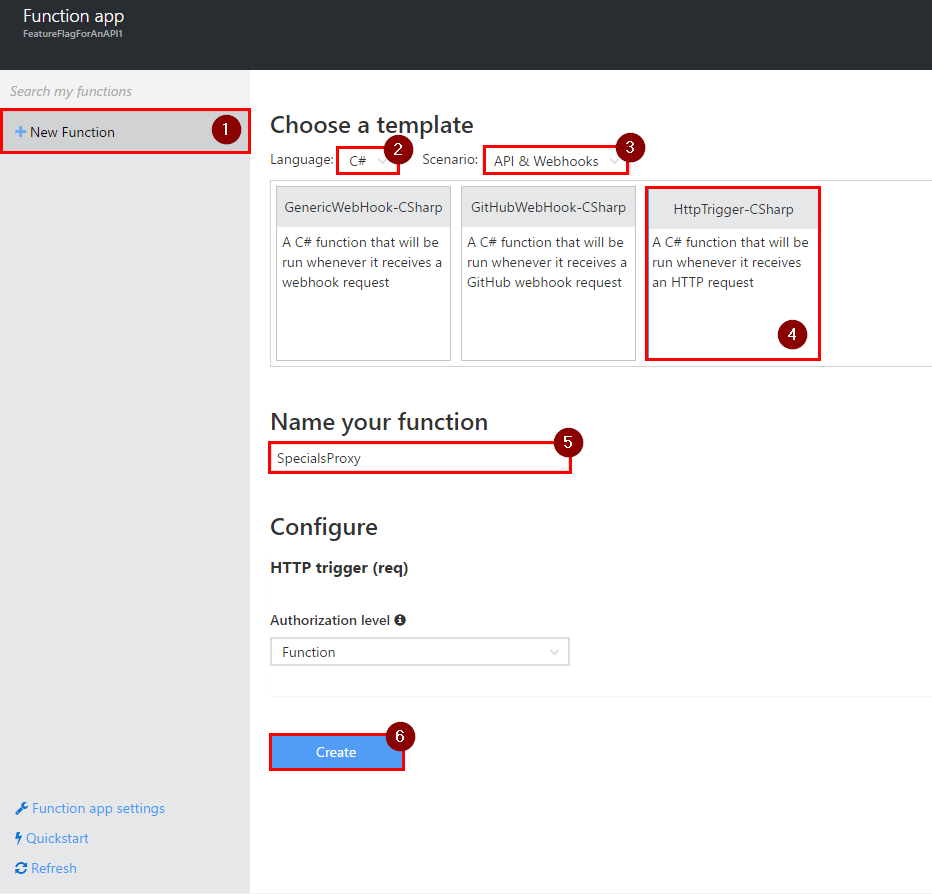 Function app
FeatureFlagForAnAPI1
Search my functions
New Function
1
Choose a template
Language: C# 2 Scenario: API & Webhooks 3
GenericWebHook-CSharp
A C# function that will be
run whenever it receives a
webhook request
GitHubWebHook-CSharp
A C# function that will be
run whenever it receives a
GitHub webhook request
HttpTrigger-CSharp
A C# function that will be
run whenever it receives
an HTTP request
4
Name your function
5
SpecialsProxy
Configure
HTTP trigger (req)
Authorization level
Function
6
Create
Function app settings
Quickstart
Refresh